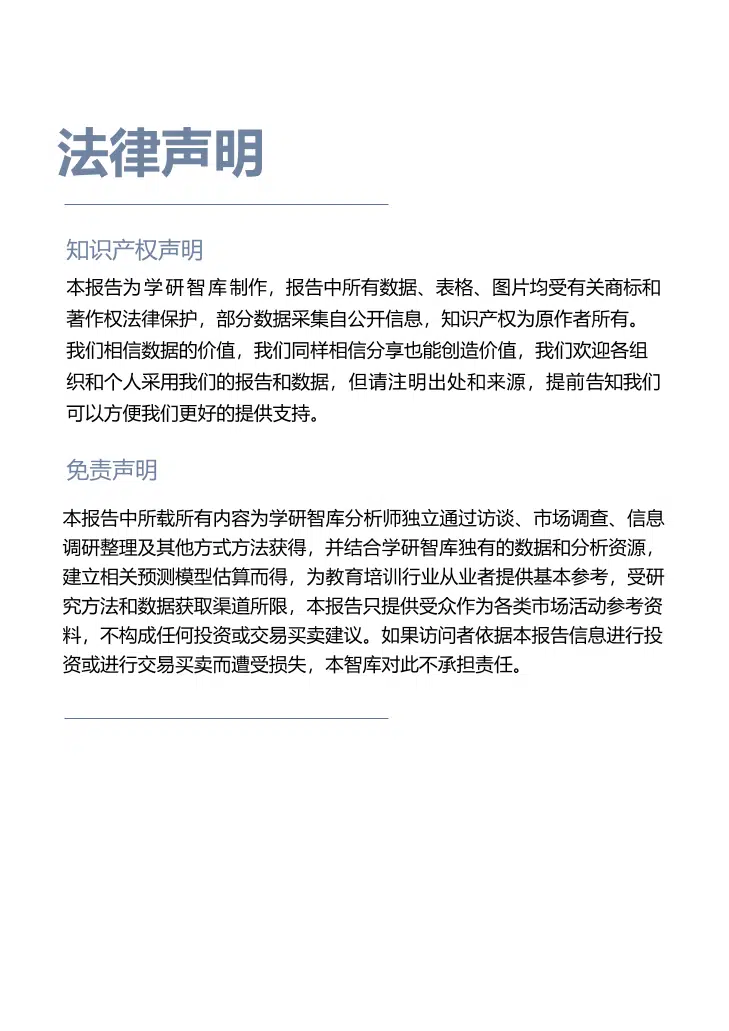 法律声明
知识产权声明
本报告为学研智库制作，报告中所有数据、表格、图片均受有关商标和
著作权法律保护，部分数据采集自公开信息，知识产权为原作者所有。
我们相信数据的价值，我们同样相信分享也能创造价值，我们欢迎各组
织和个人采用我们的报告和数据，但请注明出处和来源，提前告知我们
可以方便我们更好的提供支持。
免责声明
本报告中所载所有内容为学研智库分析师独立通过访谈、市场调查、信息
调研整理及其他方式方法获得，并结合学研智库独有的数据和分析资源，
建立相关预测模型估算而得，为教育培训行业从业者提供基本参考，受研
究方法和数据获取渠道所限，本报告只提供受众作为各类市场活动参考资
料，不构成任何投资或交易买卖建议。如果访问者依据本报告信息进行投
资或进行交易买卖而遭受损失，本智库对此不承担责任。